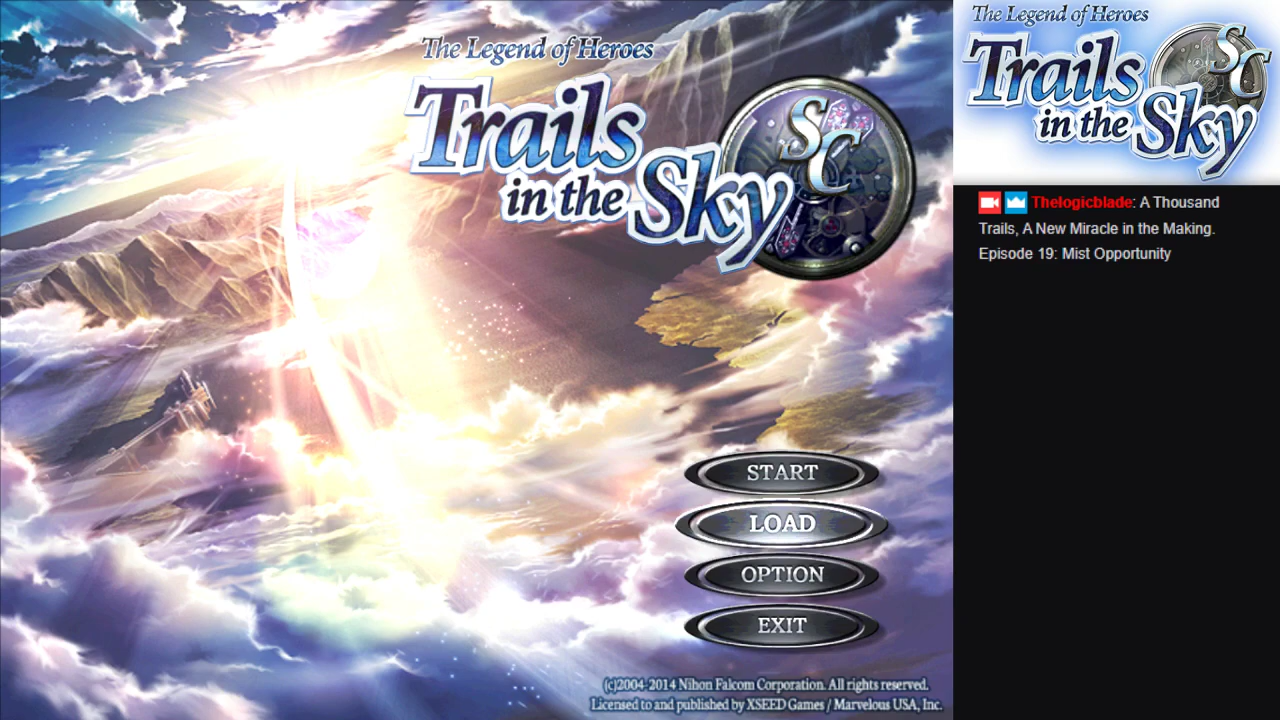 The Legend of Heroes
Trails
in the Sky
SC
START
LOAD
OPTION
EXIT
(c)2004-2014 Nihon Falcom Corporation. All rights reserved.
Licensed to and published by XSEED Games / Marvelous USA, Inc.
The Legend of Heroes
Trails
in the Sky
SC
Thelogicblade: A Thousand
Trails, A New Miracle in the Making.
Episode 19: Mist Opportunity